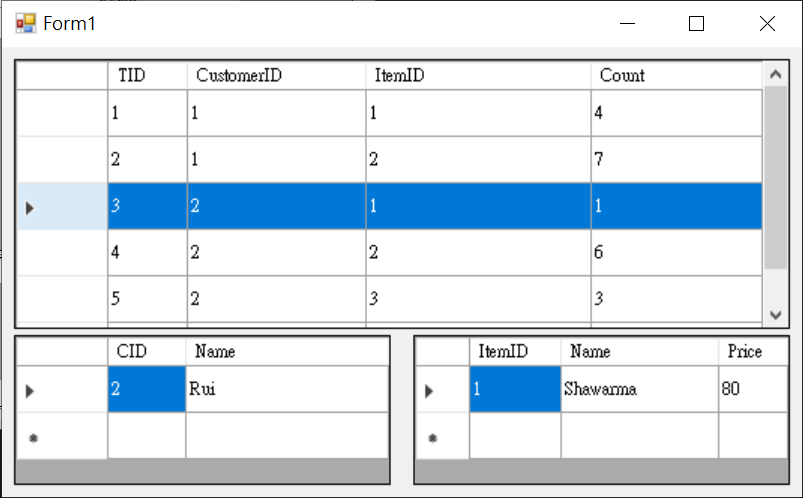 Form1
TID CustomerID ItemID Count
1 1 1 4
2 1 2 7
3 2 1 1
4 2 2 6
5 2 3 3
CID Name
2 Rui
ItemID Name Price
1 Shawarma 80